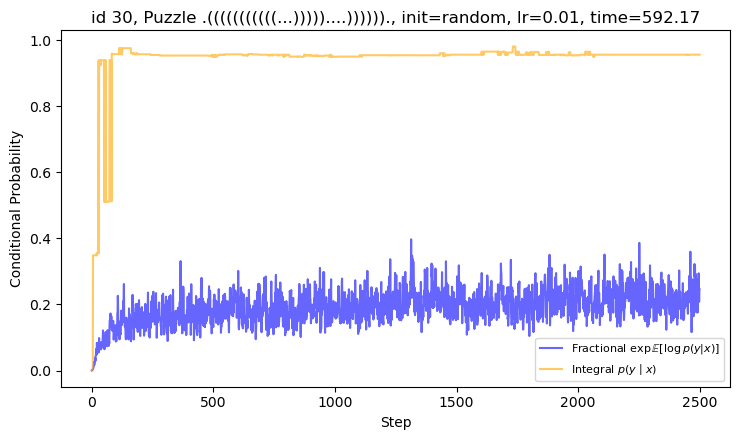 id 30, Puzzle .(((((((((((...)))))....))))))., init=random, lr=0.01, time=592.17
Conditional Probability
1.0
0.8
0.6
0.4
0.2
0.0
0
500
1000
1500
2000
2500
Step
Fractional exp𝔼[log p(y|x)]
Integral p(y | x)